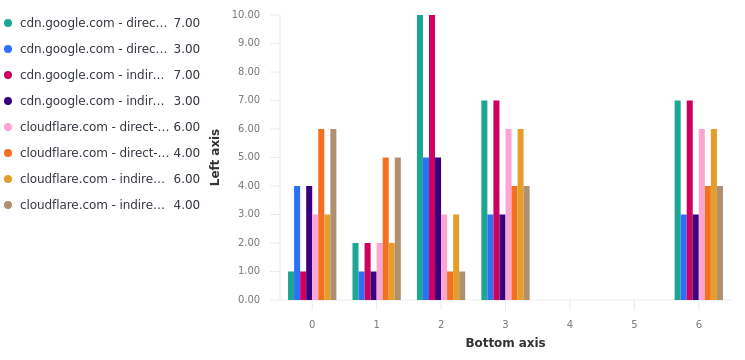 cdn.google.com - direc... 7.00
cdn.google.com - direc... 3.00
cdn.google.com - indir... 7.00
cdn.google.com - indir... 3.00
cloudflare.com - direct-... 6.00
cloudflare.com - direct-... 4.00
cloudflare.com - indire... 6.00
cloudflare.com - indire... 4.00
Left axis
10.00
9.00
8.00
7.00
6.00
5.00
4.00
3.00
2.00
1.00
0.00
0 1 2 3 4 5 6
Bottom axis